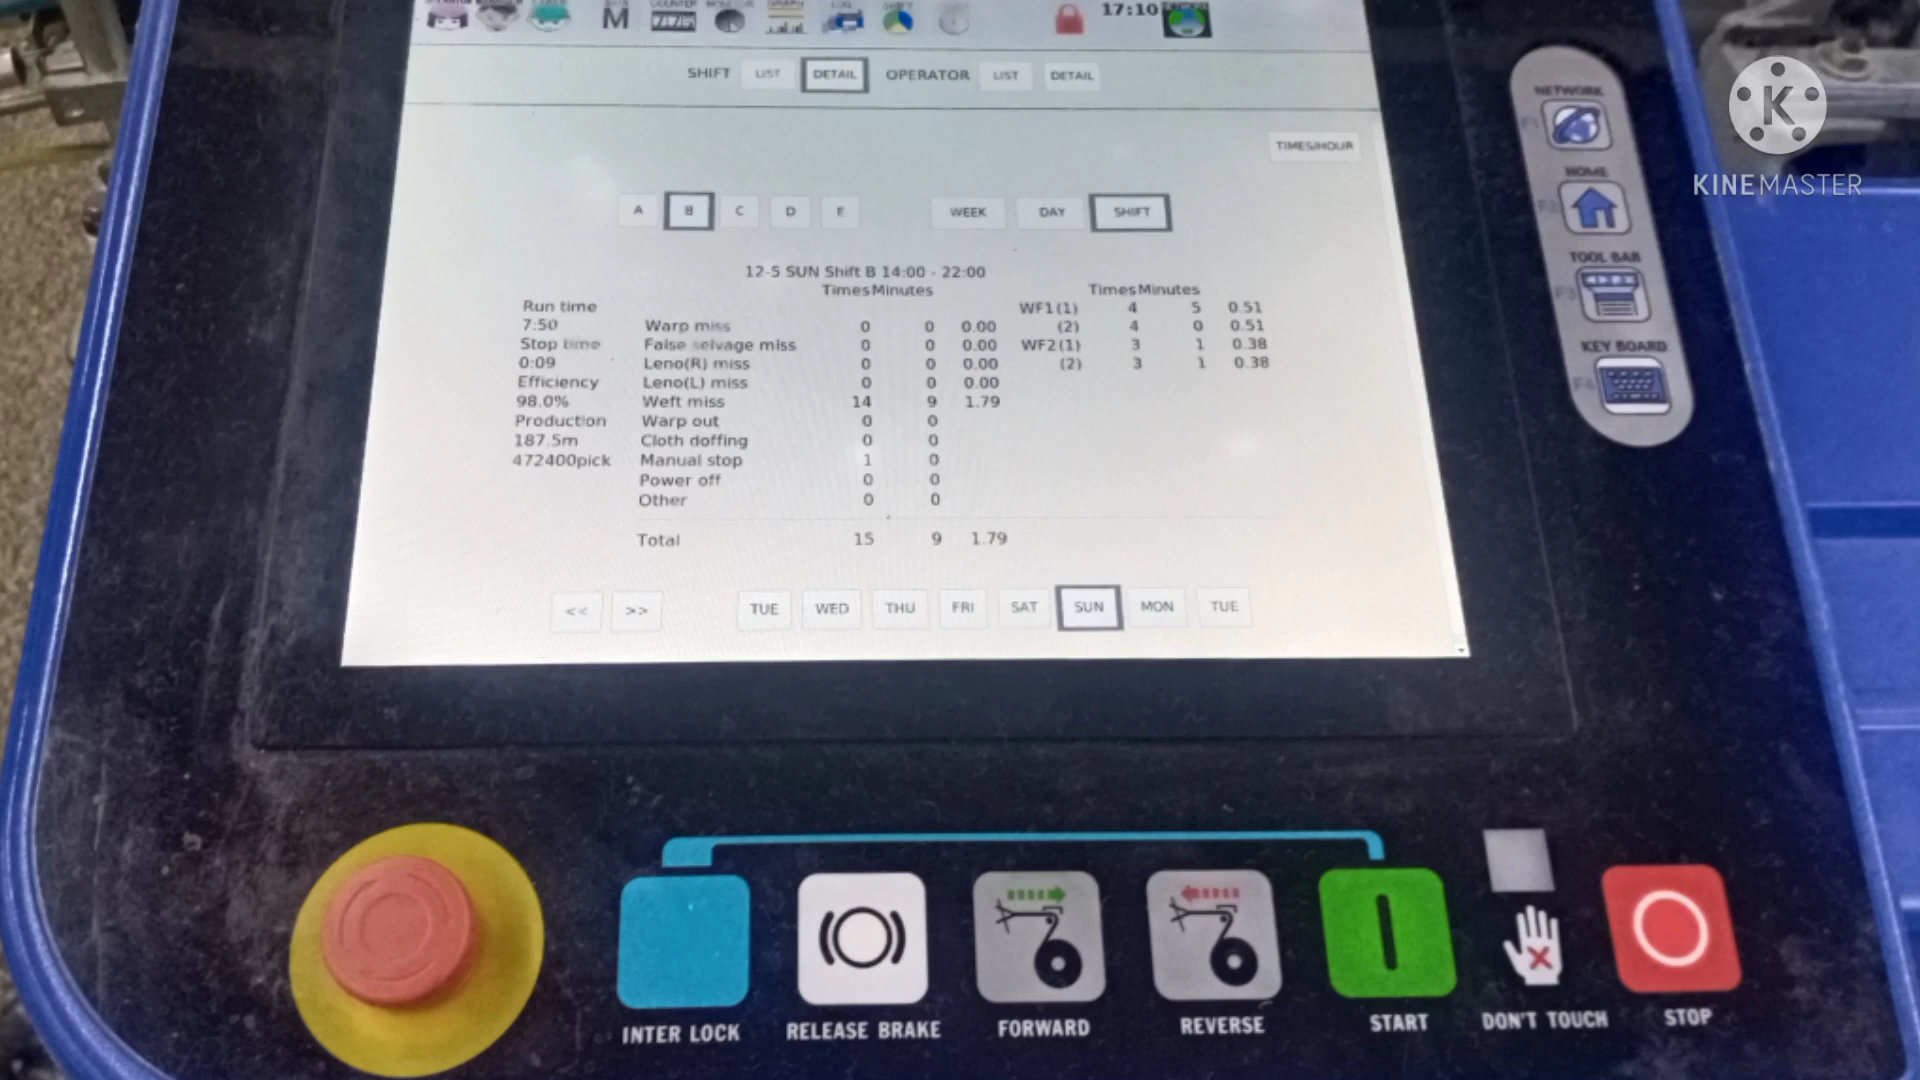 M
COUNTER
LOG
17:10
SHIFT LIST DETAIL OPERATOR LIST DETAIL
TIMES/HOUR
A B C D E WEEK DAY SHIFT
12-5 SUN Shift B 14:00 - 22:00
Times Minutes Times Minutes
Run time WF1(1) 4 5 0.51
7:50 Warp miss 0 0 0.00 (2) 4 0 0.51
Stop time False selvage miss 0 0 0.00 WF2(1) 3 1 0.38
0:09 Leno(R) miss 0 0 0.00 (2) 3 1 0.38
Efficiency Leno(L) miss 0 0 0.00
98.0% Weft miss 14 9 1.79
Production Warp out 0 0
187.5m Cloth doffing 0 0
472400pick Manual stop 1 0
Power off 0 0
Other 0 0
Total 15 9 1.79
<< >> TUE WED THU FRI SAT SUN MON TUE
NETWORK
F1
HOME
F2
TOOL BAR
F3
KEY BOARD
F4
K
KINEMASTER
INTER LOCK RELEASE BRAKE FORWARD REVERSE START DON'T TOUCH STOP